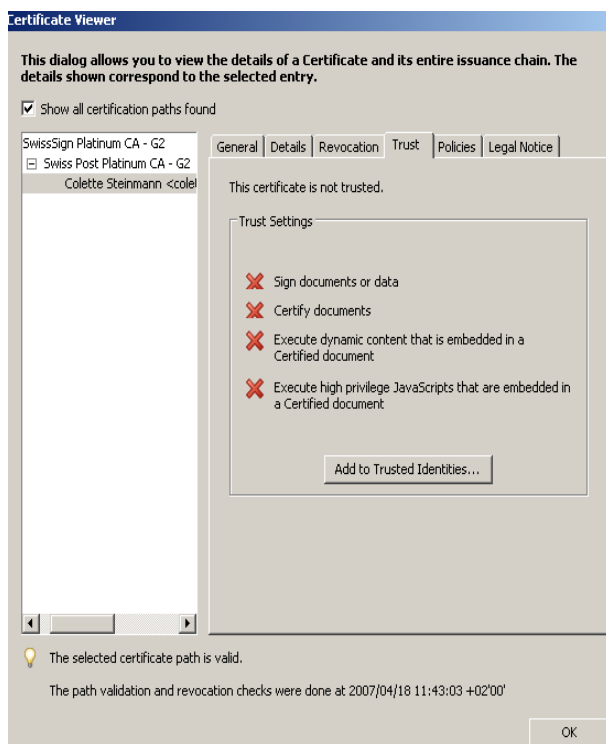 Certificate Viewer
This dialog allows you to view the details of a Certificate and its entire issuance chain. The
details shown correspond to the selected entry.
Show all certification paths found
SwissSign Platinum CA - G2
Swiss Post Platinum CA - G2
Colette Steinmann <colet
General Details Revocation Trust Policies Legal Notice
This certificate is not trusted.
Trust Settings
Sign documents or data
Certify documents
Execute dynamic content that is embedded in a
Certified document
Execute high privilege JavaScripts that are embedded in
a Certified document
Add to Trusted Identities...
The selected certificate path is valid.
The path validation and revocation checks were done at 2007/04/18 11:43:03 +02'00'
OK